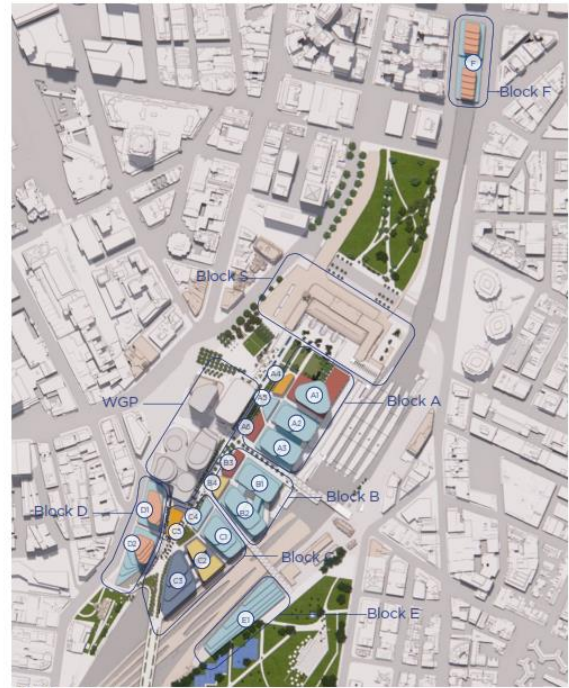 F
Block F
Block S
WGP
A4
A1
A5
Block A
A2
A6
A3
B3
B1
B4
Block B
D1
Block D
B2
C4
C5
C1
D2
C2
Block C
C3
E1
Block E